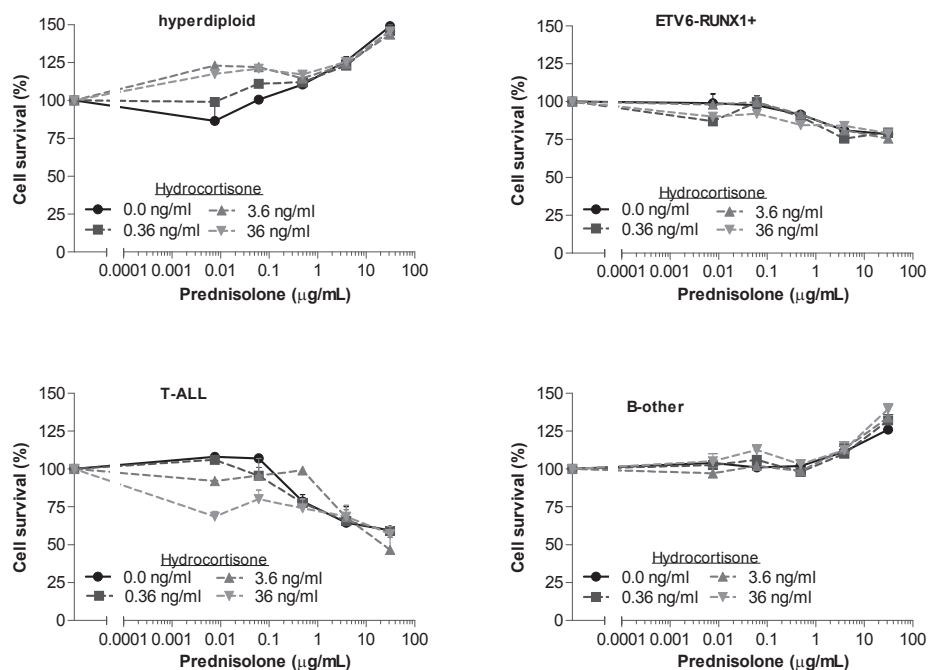 hyperdiploid
Cell survival (%)
150
125
100
75
50
25
0
Hydrocortisone
0.0 ng/ml
3.6 ng/ml
0.36 ng/ml
36 ng/ml
0.0001 0.001 0.01 0.1 1 10 100
Prednisolone (μg/mL)
ETV6-RUNX1+
Cell survival (%)
150
125
100
75
50
25
0
Hydrocortisone
0.0 ng/ml
3.6 ng/ml
0.36 ng/ml
36 ng/ml
0.0001 0.001 0.01 0.1 1 10 100
Prednisolone (μg/mL)
T-ALL
Cell survival (%)
150
125
100
75
50
25
0
Hydrocortisone
0.0 ng/ml
3.6 ng/ml
0.36 ng/ml
36 ng/ml
0.0001 0.001 0.01 0.1 1 10 100
Prednisolone (μg/mL)
B-other
Cell survival (%)
150
125
100
75
50
25
0
Hydrocortisone
0.0 ng/ml
3.6 ng/ml
0.36 ng/ml
36 ng/ml
0.0001 0.001 0.01 0.1 1 10 100
Prednisolone (μg/mL)